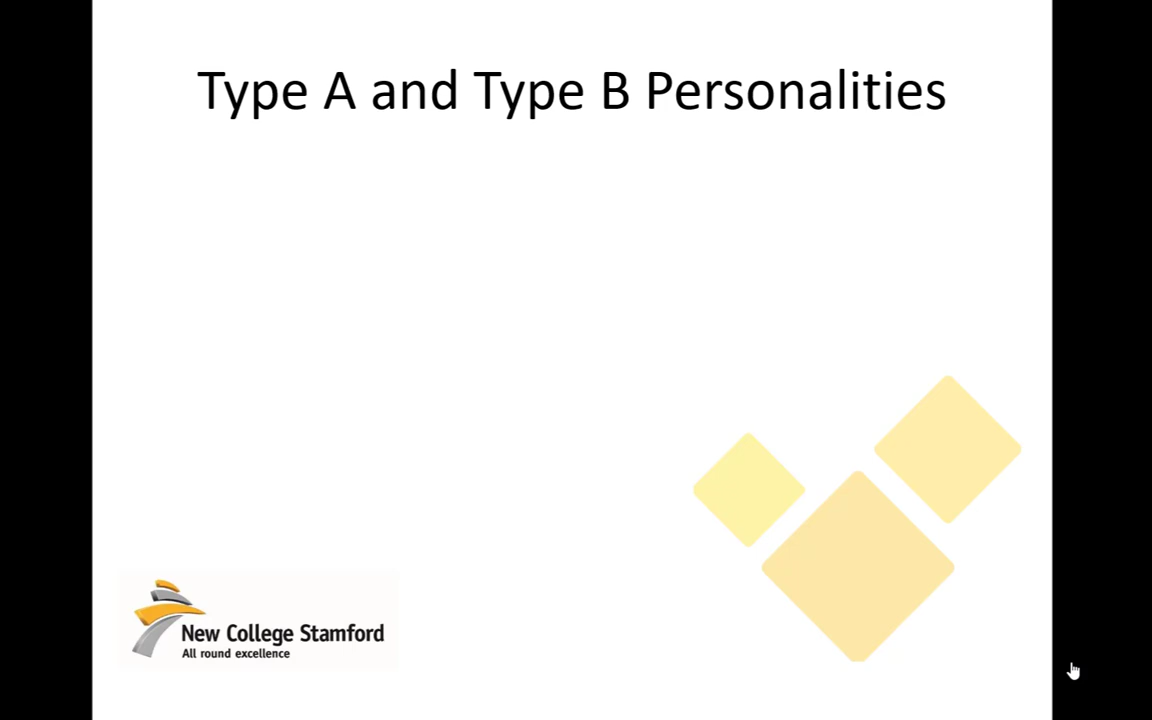 Type A and Type B Personalities
New College Stamford
All round excellence